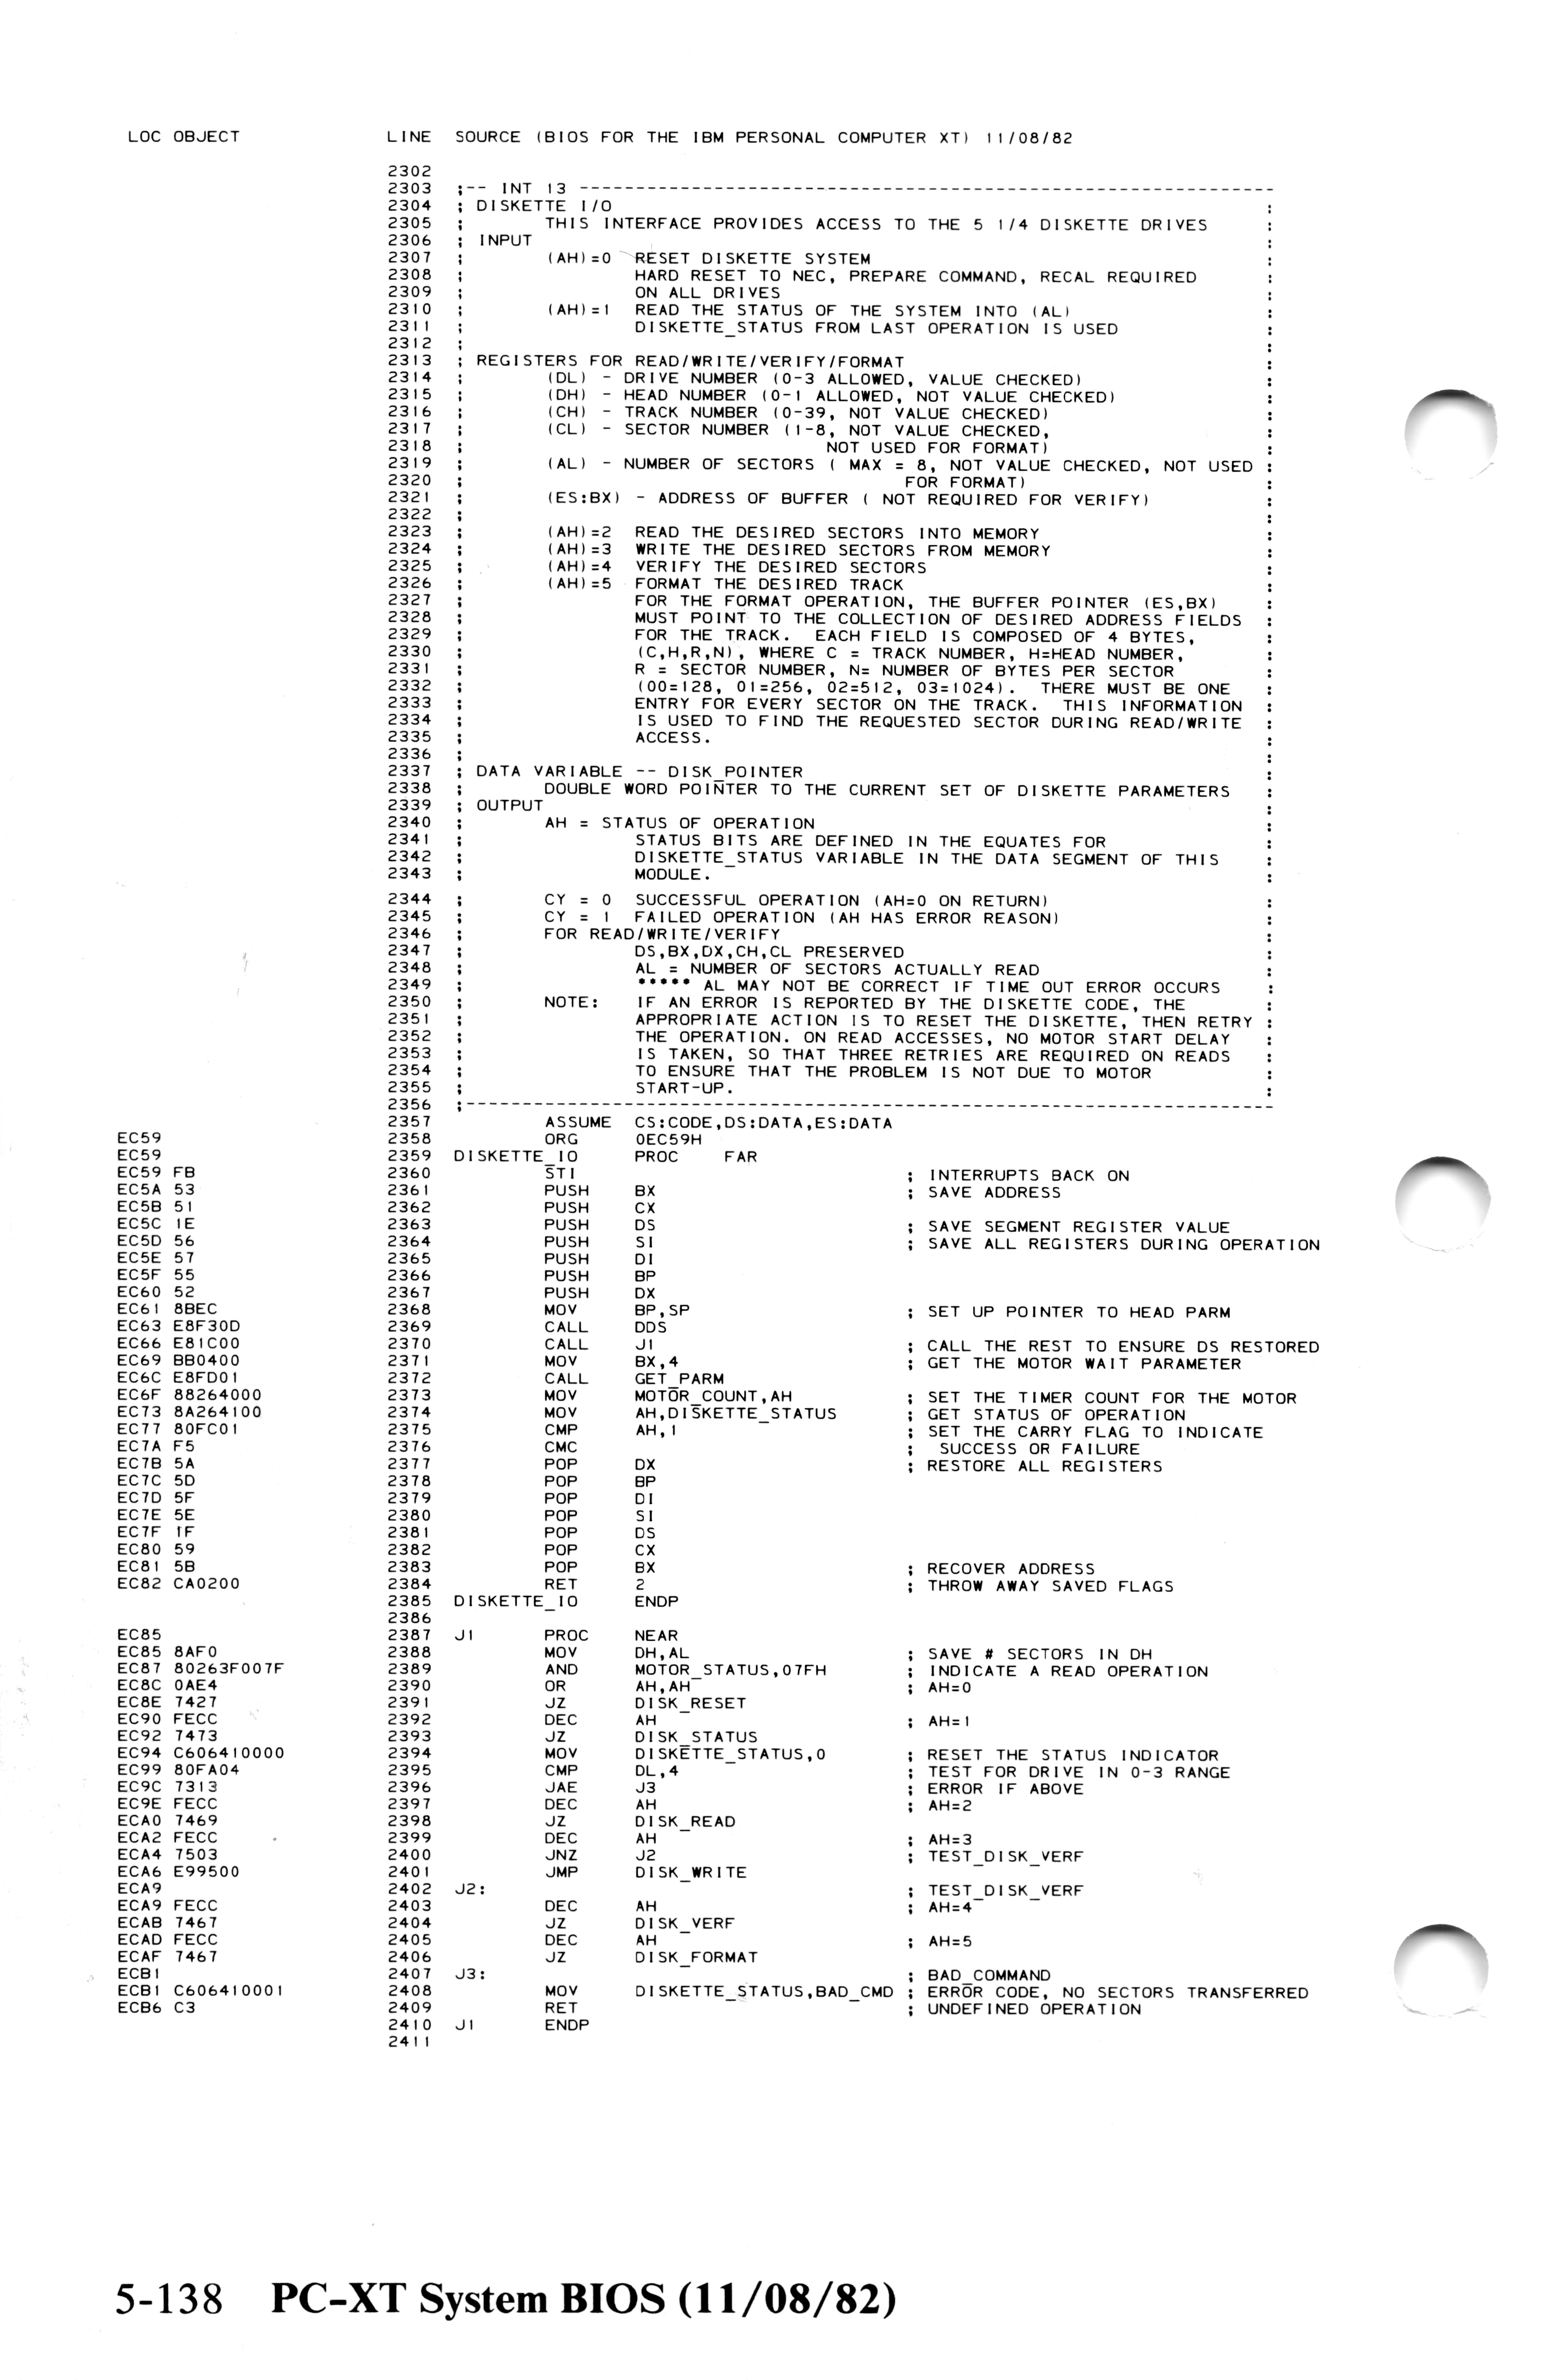 LOC OBJECT LINE SOURCE (BIOS FOR THE IBM PERSONAL COMPUTER XT) 11/08/82
2302
2303 ;-- INT 13 --------------------------------------------------------------
2304 ; DISKETTE I/O :
2305 ; THIS INTERFACE PROVIDES ACCESS TO THE 5 1/4 DISKETTE DRIVES :
2306 ; INPUT :
2307 ; (AH)=0 RESET DISKETTE SYSTEM :
2308 ; HARD RESET TO NEC, PREPARE COMMAND, RECAL REQUIRED :
2309 ; ON ALL DRIVES :
2310 ; (AH)=1 READ THE STATUS OF THE SYSTEM INTO (AL) :
2311 ; DISKETTE_STATUS FROM LAST OPERATION IS USED :
2312 ; :
2313 ; REGISTERS FOR READ/WRITE/VERIFY/FORMAT :
2314 ; (DL) - DRIVE NUMBER (0-3 ALLOWED, VALUE CHECKED) :
2315 ; (DH) - HEAD NUMBER (0-1 ALLOWED, NOT VALUE CHECKED) :
2316 ; (CH) - TRACK NUMBER (0-39, NOT VALUE CHECKED) :
2317 ; (CL) - SECTOR NUMBER (1-8, NOT VALUE CHECKED, :
2318 ; NOT USED FOR FORMAT) :
2319 ; (AL) - NUMBER OF SECTORS ( MAX = 8, NOT VALUE CHECKED, NOT USED :
2320 ; FOR FORMAT) :
2321 ; (ES:BX) - ADDRESS OF BUFFER ( NOT REQUIRED FOR VERIFY) :
2322 ; :
2323 ; (AH)=2 READ THE DESIRED SECTORS INTO MEMORY :
2324 ; (AH)=3 WRITE THE DESIRED SECTORS FROM MEMORY :
2325 ; (AH)=4 VERIFY THE DESIRED SECTORS :
2326 ; (AH)=5 FORMAT THE DESIRED TRACK :
2327 ; FOR THE FORMAT OPERATION, THE BUFFER POINTER (ES,BX) :
2328 ; MUST POINT TO THE COLLECTION OF DESIRED ADDRESS FIELDS :
2329 ; FOR THE TRACK. EACH FIELD IS COMPOSED OF 4 BYTES, :
2330 ; (C,H,R,N), WHERE C = TRACK NUMBER, H=HEAD NUMBER, :
2331 ; R = SECTOR NUMBER, N= NUMBER OF BYTES PER SECTOR :
2332 ; (00=128, 01=256, 02=512, 03=1024). THERE MUST BE ONE :
2333 ; ENTRY FOR EVERY SECTOR ON THE TRACK. THIS INFORMATION :
2334 ; IS USED TO FIND THE REQUESTED SECTOR DURING READ/WRITE :
2335 ; ACCESS. :
2336 ; :
2337 ; DATA VARIABLE -- DISK_POINTER :
2338 ; DOUBLE WORD POINTER TO THE CURRENT SET OF DISKETTE PARAMETERS :
2339 ; OUTPUT :
2340 ; AH = STATUS OF OPERATION :
2341 ; STATUS BITS ARE DEFINED IN THE EQUATES FOR :
2342 ; DISKETTE_STATUS VARIABLE IN THE DATA SEGMENT OF THIS :
2343 ; MODULE. :
2344 ; CY = 0 SUCCESSFUL OPERATION (AH=0 ON RETURN) :
2345 ; CY = 1 FAILED OPERATION (AH HAS ERROR REASON) :
2346 ; FOR READ/WRITE/VERIFY :
2347 ; DS,BX,DX,CH,CL PRESERVED :
2348 ; AL = NUMBER OF SECTORS ACTUALLY READ :
2349 ; ***** AL MAY NOT BE CORRECT IF TIME OUT ERROR OCCURS :
2350 ; NOTE: IF AN ERROR IS REPORTED BY THE DISKETTE CODE, THE :
2351 ; APPROPRIATE ACTION IS TO RESET THE DISKETTE, THEN RETRY :
2352 ; THE OPERATION. ON READ ACCESSES, NO MOTOR START DELAY :
2353 ; IS TAKEN, SO THAT THREE RETRIES ARE REQUIRED ON READS :
2354 ; TO ENSURE THAT THE PROBLEM IS NOT DUE TO MOTOR :
2355 ; START-UP. :
2356 ;------------------------------------------------------------------------
2357 ASSUME CS:CODE,DS:DATA,ES:DATA
EC59 2358 ORG 0EC59H
EC59 2359 DISKETTE_IO PROC FAR
EC59 FB 2360 STI ; INTERRUPTS BACK ON
EC5A 53 2361 PUSH BX ; SAVE ADDRESS
EC5B 51 2362 PUSH CX
EC5C 1E 2363 PUSH DS ; SAVE SEGMENT REGISTER VALUE
EC5D 56 2364 PUSH SI ; SAVE ALL REGISTERS DURING OPERATION
EC5E 57 2365 PUSH DI
EC5F 55 2366 PUSH BP
EC60 52 2367 PUSH DX
EC61 8BEC 2368 MOV BP,SP ; SET UP POINTER TO HEAD PARM
EC63 E8F30D 2369 CALL DDS
EC66 E81C00 2370 CALL J1 ; CALL THE REST TO ENSURE DS RESTORED
EC69 BB0400 2371 MOV BX,4 ; GET THE MOTOR WAIT PARAMETER
EC6C E8FD01 2372 CALL GET_PARM
EC6F 88264000 2373 MOV MOTOR_COUNT,AH ; SET THE TIMER COUNT FOR THE MOTOR
EC73 8A264100 2374 MOV AH,DISKETTE_STATUS ; GET STATUS OF OPERATION
EC77 80FC01 2375 CMP AH,1 ; SET THE CARRY FLAG TO INDICATE
EC7A F5 2376 CMC ; SUCCESS OR FAILURE
EC7B 5A 2377 POP DX ; RESTORE ALL REGISTERS
EC7C 5D 2378 POP BP
EC7D 5F 2379 POP DI
EC7E 5E 2380 POP SI
EC7F 1F 2381 POP DS
EC80 59 2382 POP CX
EC81 5B 2383 POP BX ; RECOVER ADDRESS
EC82 CA0200 2384 RET 2 ; THROW AWAY SAVED FLAGS
2385 DISKETTE_IO ENDP
2386
EC85 2387 J1 PROC NEAR
EC85 8AF0 2388 MOV DH,AL ; SAVE # SECTORS IN DH
EC87 80263F007F 2389 AND MOTOR_STATUS,07FH ; INDICATE A READ OPERATION
EC8C 0AE4 2390 OR AH,AH ; AH=0
EC8E 7427 2391 JZ DISK_RESET
EC90 FECC 2392 DEC AH ; AH=1
EC92 7473 2393 JZ DISK_STATUS
EC94 C606410000 2394 MOV DISKETTE_STATUS,0 ; RESET THE STATUS INDICATOR
EC99 80FA04 2395 CMP DL,4 ; TEST FOR DRIVE IN 0-3 RANGE
EC9C 7313 2396 JAE J3 ; ERROR IF ABOVE
EC9E FECC 2397 DEC AH ; AH=2
ECA0 7469 2398 JZ DISK_READ
ECA2 FECC 2399 DEC AH ; AH=3
ECA4 7503 2400 JNZ J2 ; TEST_DISK_VERF
ECA6 E99500 2401 JMP DISK_WRITE
ECA9 2402 J2: ; TEST_DISK_VERF
ECA9 FECC 2403 DEC AH ; AH=4
ECAB 7467 2404 JZ DISK_VERF
ECAD FECC 2405 DEC AH ; AH=5
ECAF 7467 2406 JZ DISK_FORMAT
ECB1 2407 J3: ; BAD_COMMAND
ECB1 C606410001 2408 MOV DISKETTE_STATUS,BAD_CMD ; ERROR CODE, NO SECTORS TRANSFERRED
ECB6 C3 2409 RET ; UNDEFINED OPERATION
2410 J1 ENDP
2411
5-138 PC-XT System BIOS (11/08/82)